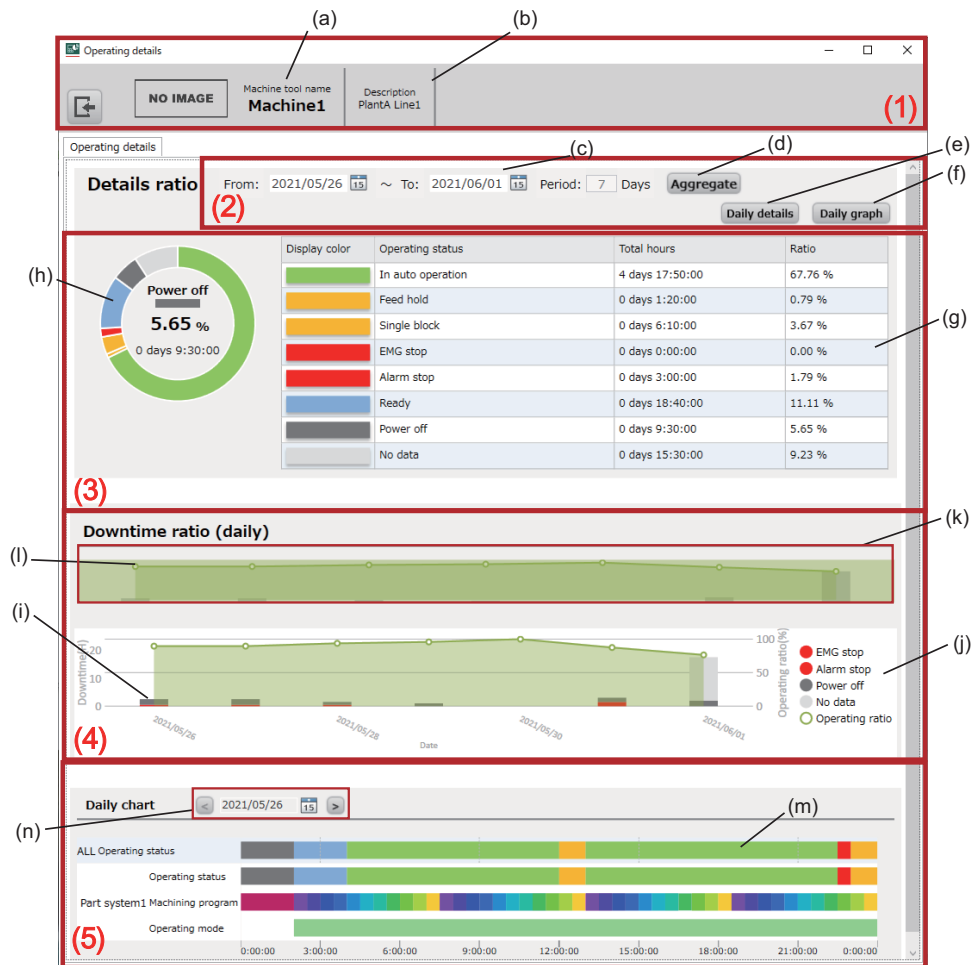 (a)
(b)
Operating details
NO IMAGE
Machine tool name
Machine1
Description
PlantA Line1
(1)
Operating details
(c)
(d)
(e)
(f)
Details ratio
From: 2021/05/26 15 ~ To: 2021/06/01 15 Period: 7 Days Aggregate
(2)
Daily details Daily graph
(h)
Power off
5.65 %
0 days 9:30:00
Display color Operating status Total hours Ratio
In auto operation 4 days 17:50:00 67.76 %
Feed hold 0 days 1:20:00 0.79 %
Single block 0 days 6:10:00 3.67 %
EMG stop 0 days 0:00:00 0.00 %
Alarm stop 0 days 3:00:00 1.79 %
Ready 0 days 18:40:00 11.11 %
Power off 0 days 9:30:00 5.65 %
No data 0 days 15:30:00 9.23 %
(g)
(3)
Downtime ratio (daily)
(k)
(l)
(i)
Downtime(H)
20
10
0
100
50
0
Operating ratio(%)
EMG stop
Alarm stop
Power off
No data
Operating ratio
(j)
2021/05/26
2021/05/28
2021/05/30
2021/06/01
Date
(4)
Daily chart < 2021/05/26 15 >
(n)
(m)
ALL Operating status
Operating status
Part system1 Machining program
Operating mode
(5)
0:00:00 3:00:00 6:00:00 9:00:00 12:00:00 15:00:00 18:00:00 21:00:00 0:00:00